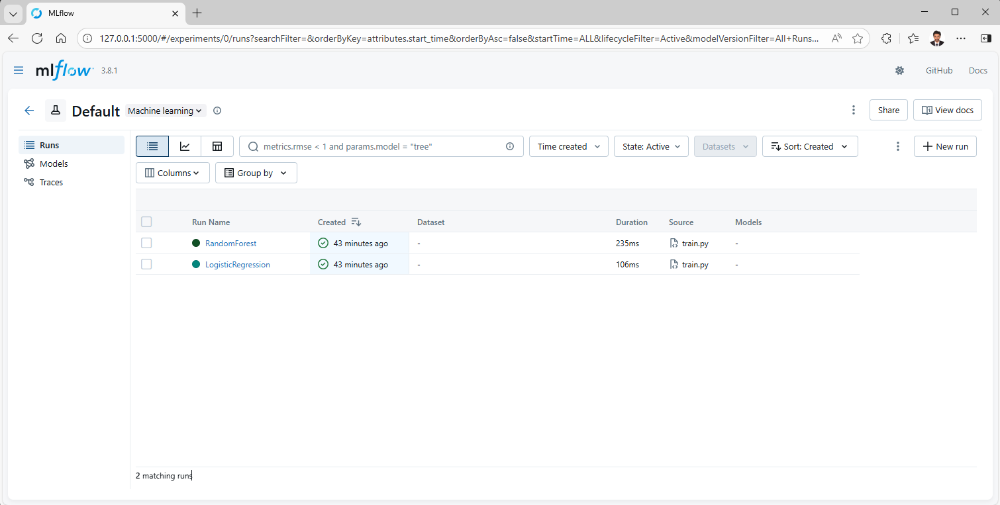 MLflow
127.0.0.1:5000/#/experiments/0/runs?searchFilter=&orderByKey=attributes.start_time&orderByAsc=false&startTime=ALL&lifecycleFilter=Active&modelVersionFilter=All+Runs...
mlflow 3.8.1 GitHub Docs
Default Machine learning Share View docs
Runs
Models
Traces
metrics.rmse < 1 and params.model = "tree" Time created State: Active Datasets Sort: Created New run
Columns Group by
Run Name Created Dataset Duration Source Models
RandomForest 43 minutes ago - 235ms train.py -
LogisticRegression 43 minutes ago - 106ms train.py -
2 matching runs